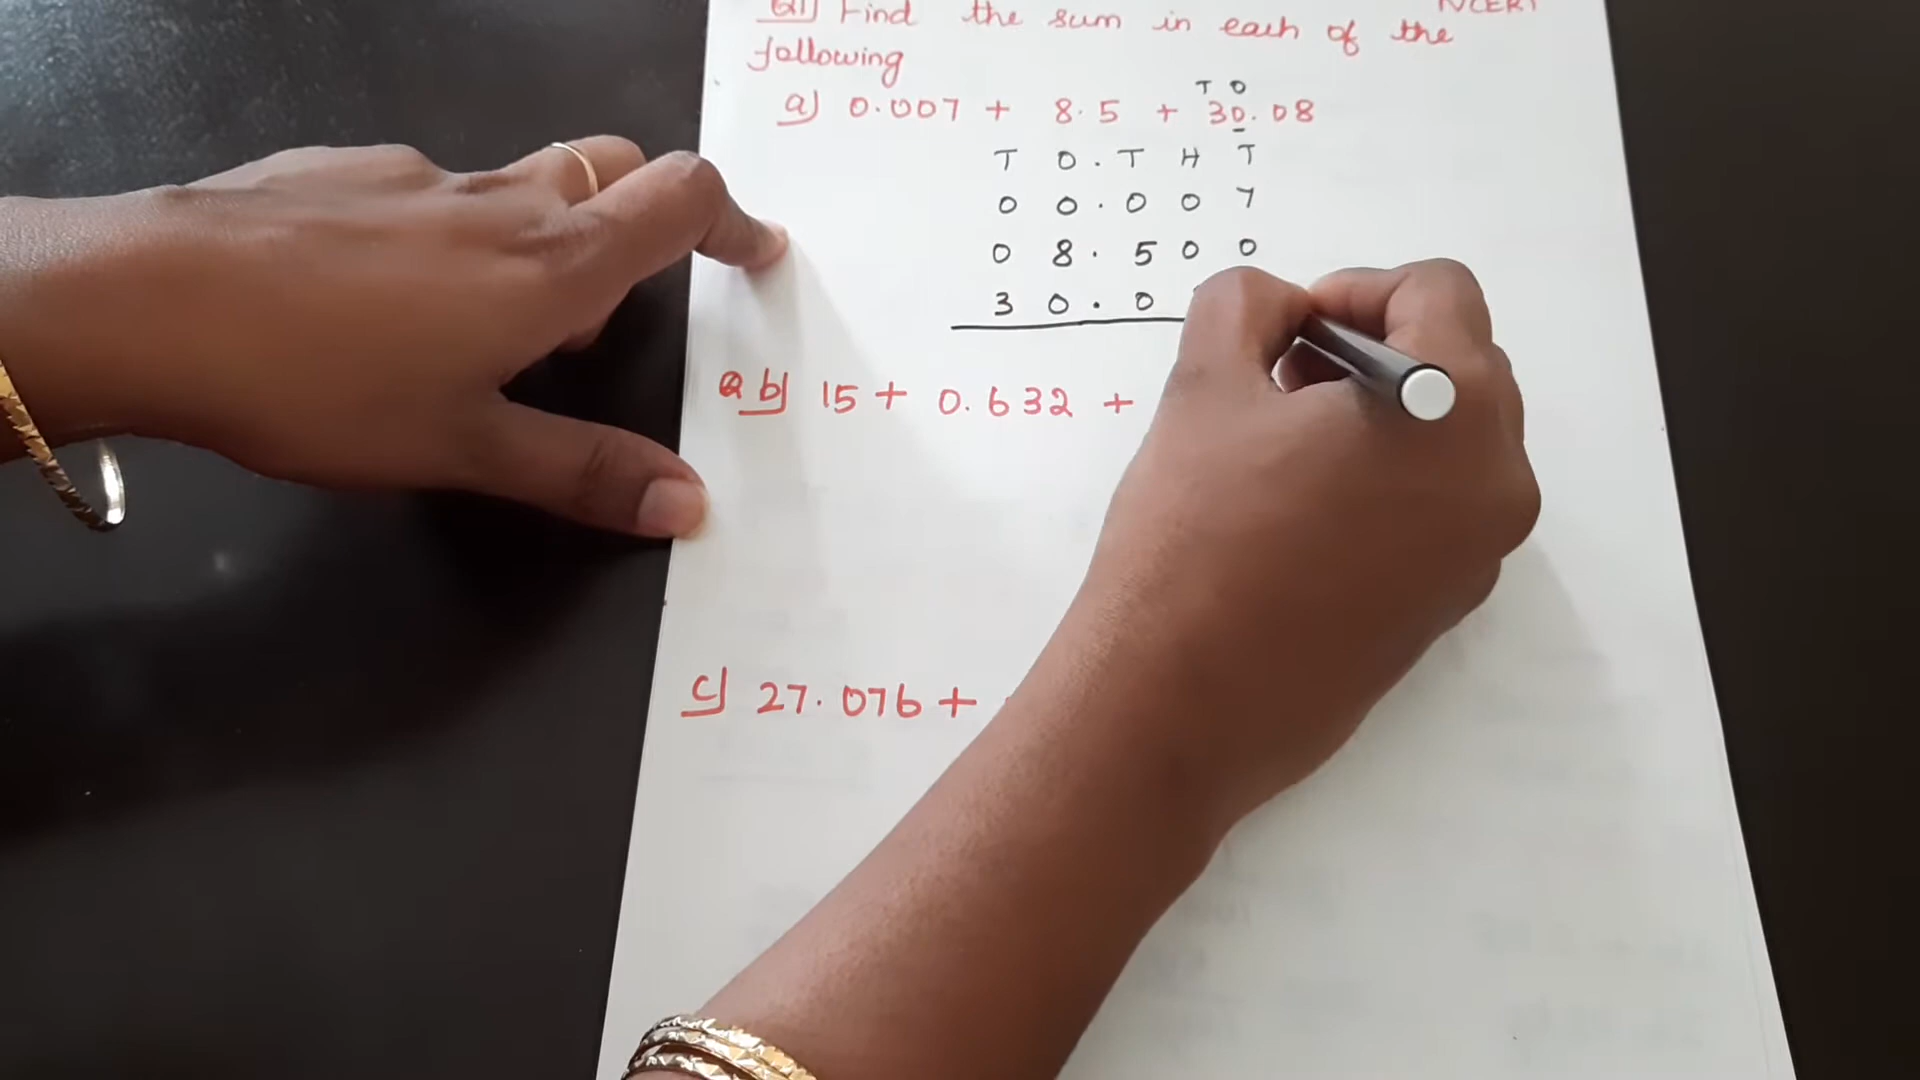 Q1) Find the sum in each of the NCERT
following
T O
a) 0.007 + 8.5 + 30.08
T O . T H T
0 0 . 0 0 7
0 8 . 5 0 0
3 0 . 0
b) 15 + 0.632 +
c) 27.076 +